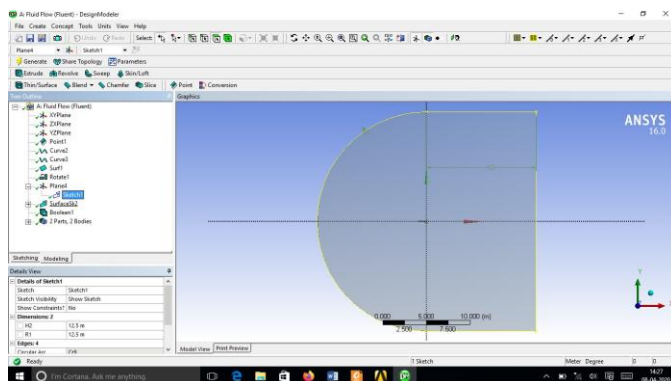 A: Fluid Flow (Fluent) - DesignModeler
File Create Concept Tools Units View Help
Undo Redo Select:
Plane4 Sketch1
Generate Share Topology Parameters
Extrude Revolve Sweep Skin/Loft
Thin/Surface Blend Chamfer Slice Point Conversion
Tree Outline Graphics
A: Fluid Flow (Fluent)
XYPlane
ZXPlane
YZPlane
Point1
Curve2
Curve3
Surf1
Rotate1
Plane4
Sketch1
SurfaceSk2
Boolean1
2 Parts, 2 Bodies
ANSYS
16.0
Sketching Modeling
Details View
Details of Sketch1
Sketch Sketch1
Sketch Visibility Show Sketch
Show Constraints? No
Dimensions: 2
H2 12.5 m
R1 12.5 m
Edges: 4
Circular Arc Cr9
0.000 5.000 10.000 (m)
2.500 7.500
Y
Model View Print Preview
Ready 1 Sketch Meter Degree 0 0
I'm Cortana. Ask me anything.
14:27